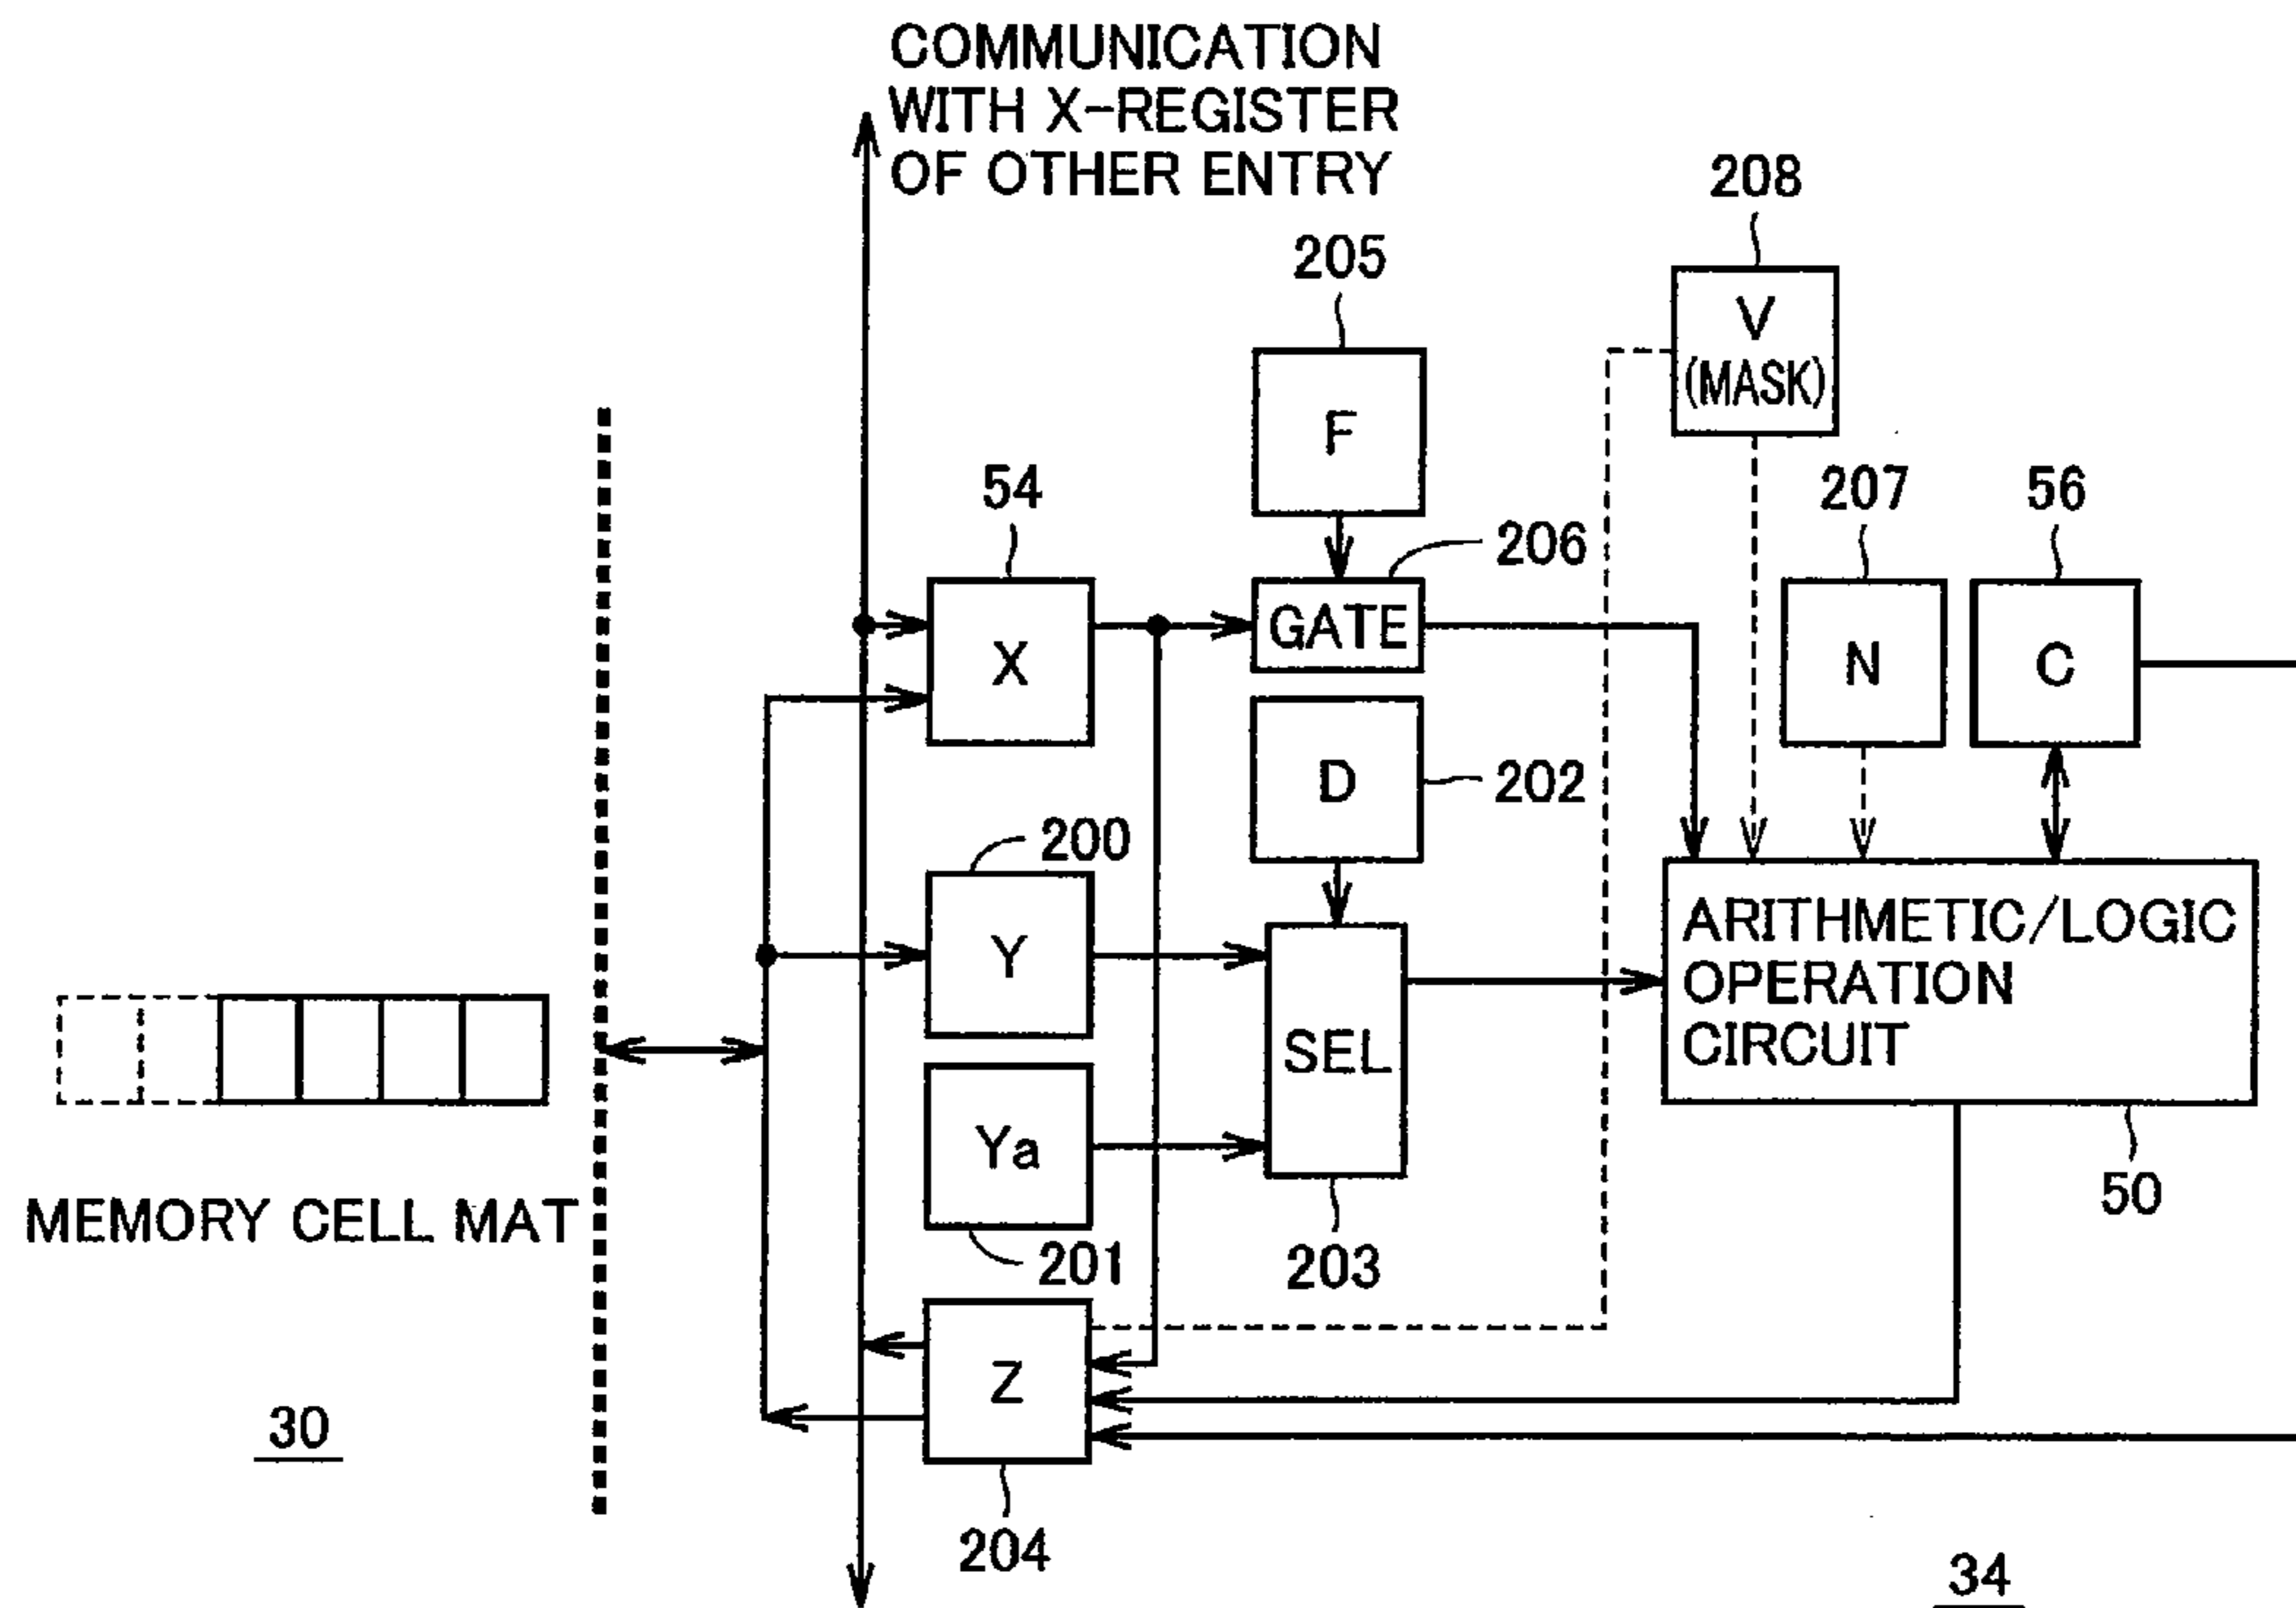 COMMUNICATION
WITH X-REGISTER
OF OTHER ENTRY
208
205
V
(MASK)
F
54
207
56
206
GATE
X
N
C
D
202
200
Y
ARITHMETIC/LOGIC
OPERATION
CIRCUIT
SEL
Ya
50
MEMORY CELL MAT
201
203
Z
30
204
34